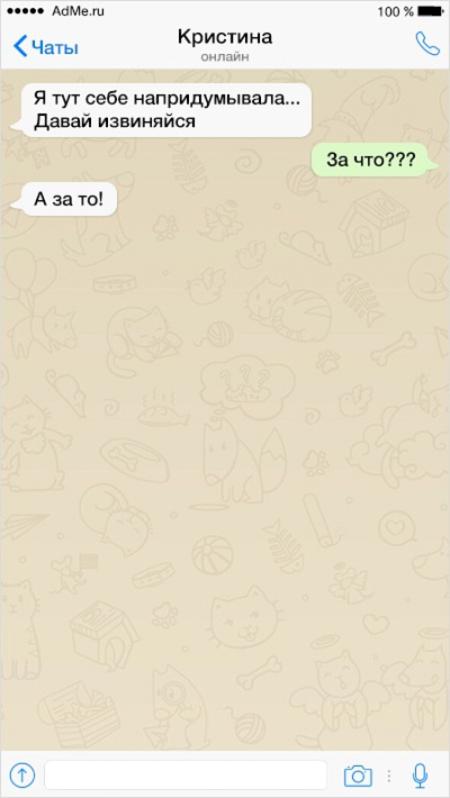 AdMe.ru
100 %
Кристина
Чаты
онлайн
Я тут себе напридумывала...
Давай извиняйся
За что???
А за то!